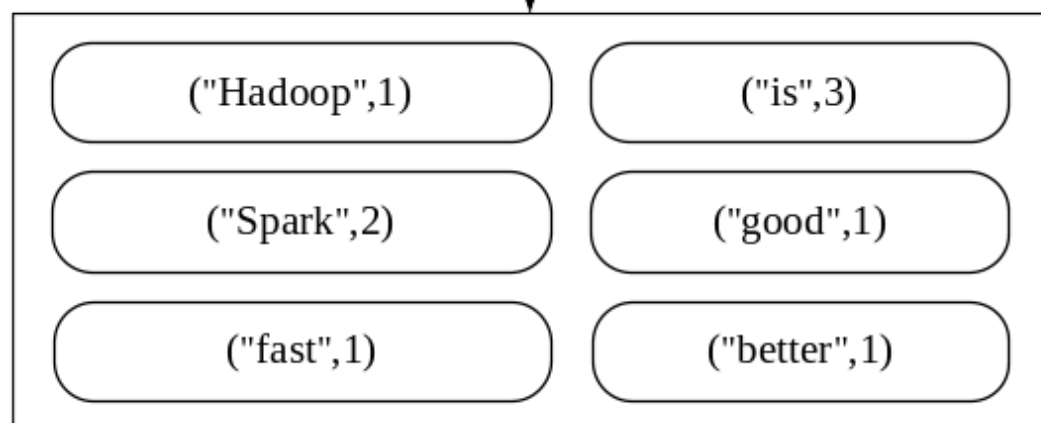 ("Hadoop",1)
("is",3)
("Spark",2)
("good",1)
("fast",1)
("better",1)